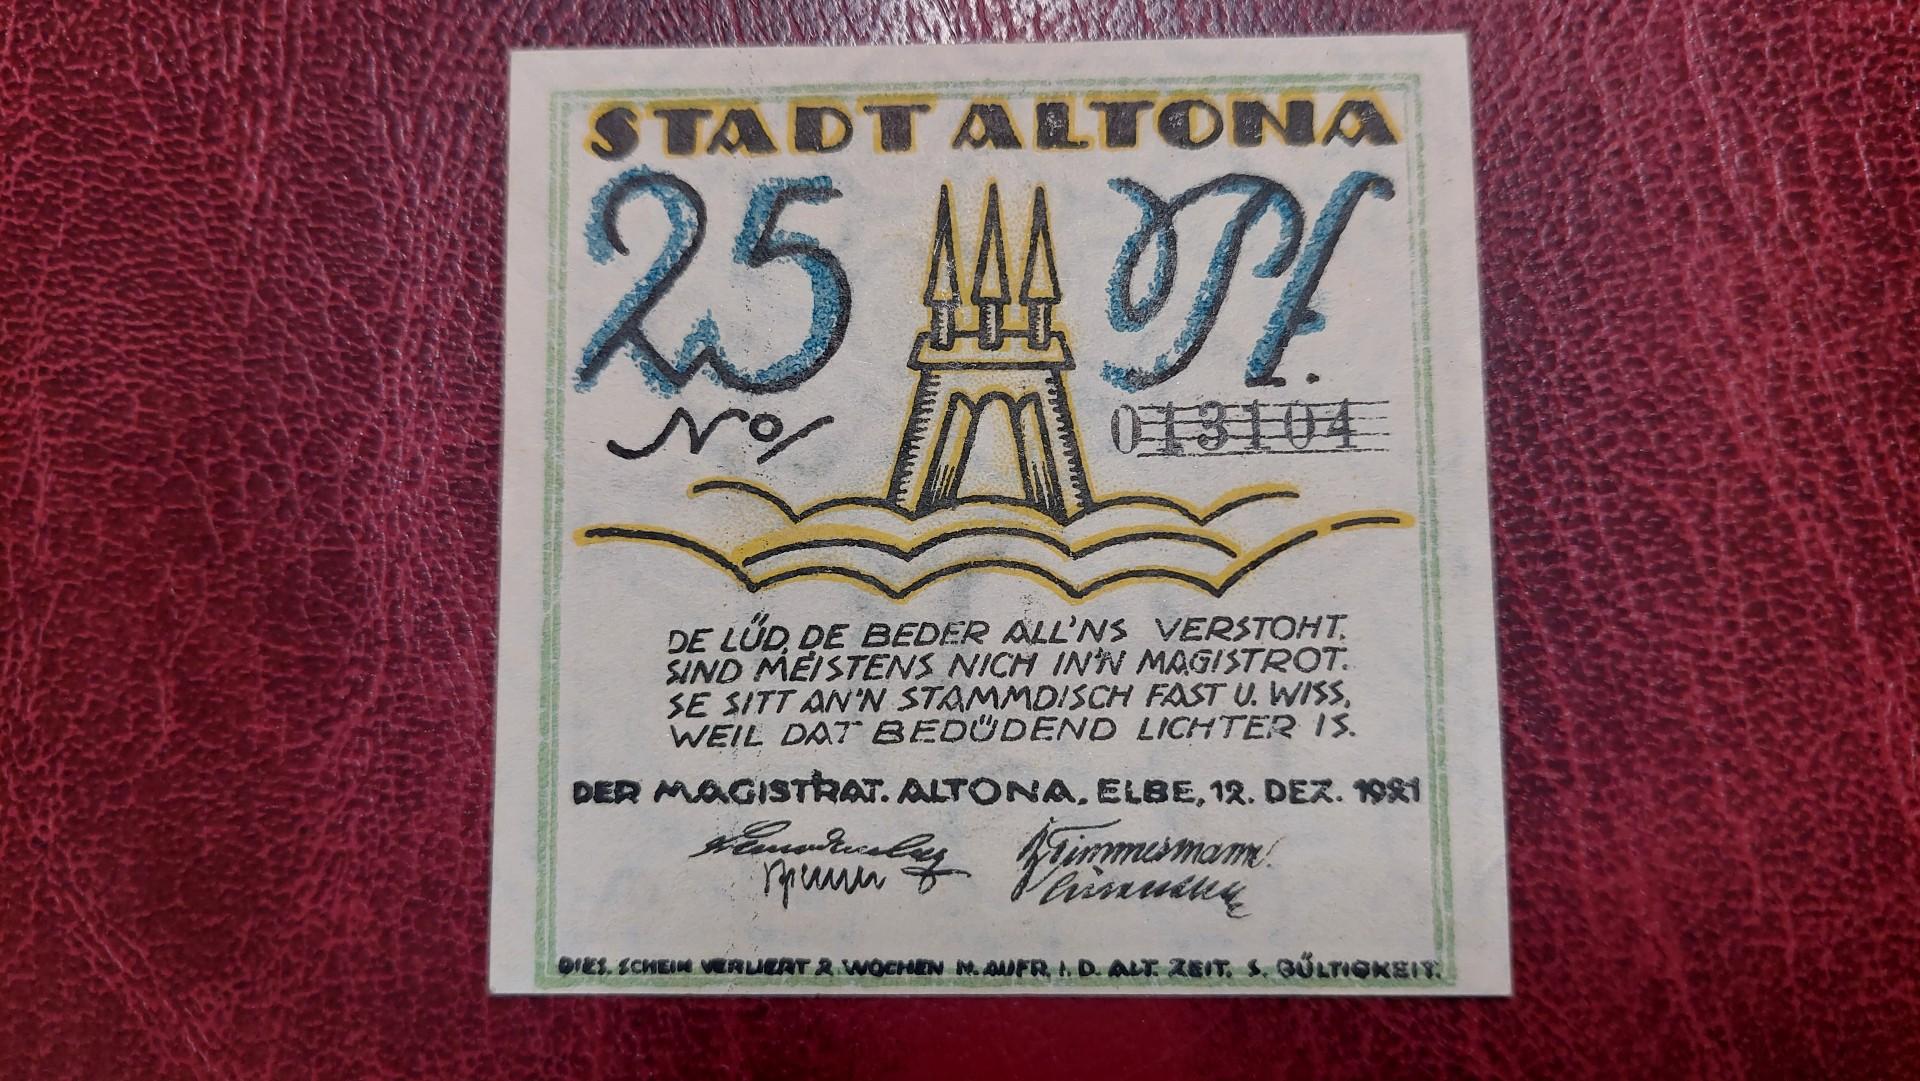 STADT ALTONA
25 Pf.
No/ 013104
DE LÜD, DE BEDER ALL'NS VERSTOHT.
SIND MEISTENS NICH IN'N MAGISTROT.
SE SITT AN'N STAMMDISCH FAST U. WISS,
WEIL DAT BEDÜDEND LICHTER IS.
DER MAGISTRAT. ALTONA, ELBE, 12. DEZ. 1921
Timmermann
DIES. SCHEIN VERLIERT 2 WOCHEN N. AUFR. I. D. ALT. ZEIT. S. GÜLTIGKEIT.